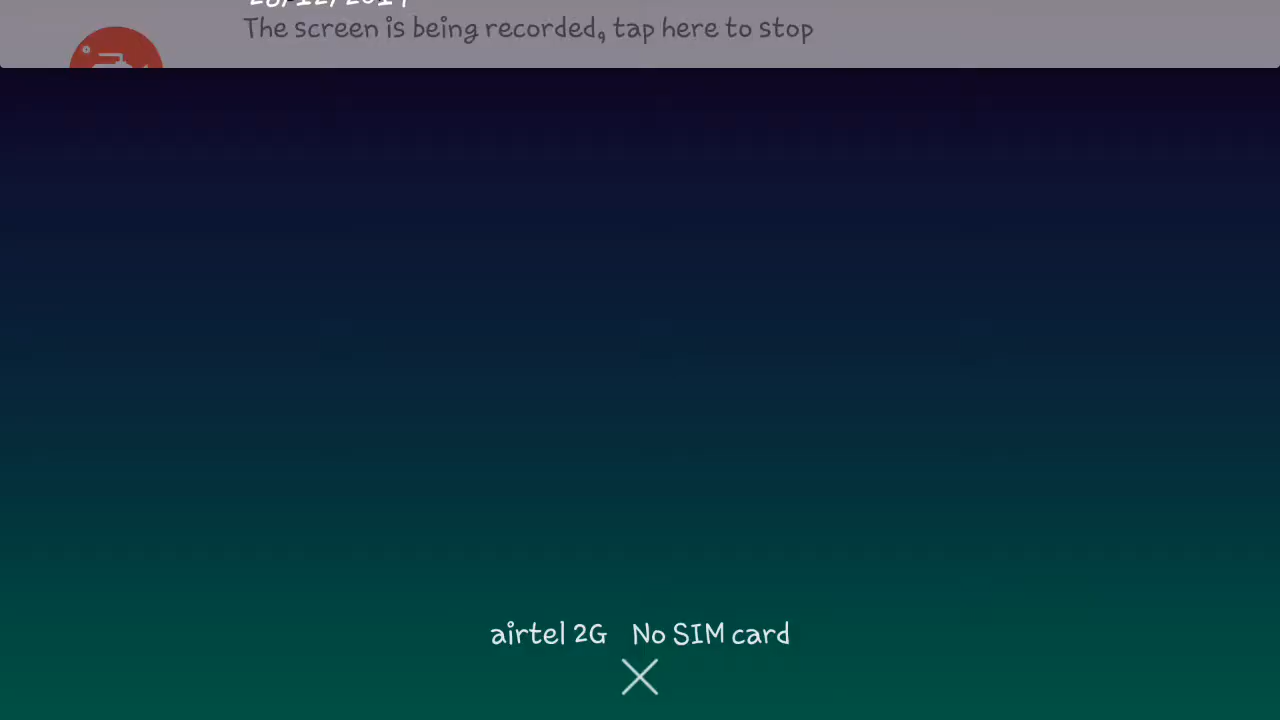 The screen is being recorded, tap here to stop
airtel 2G No SIM card